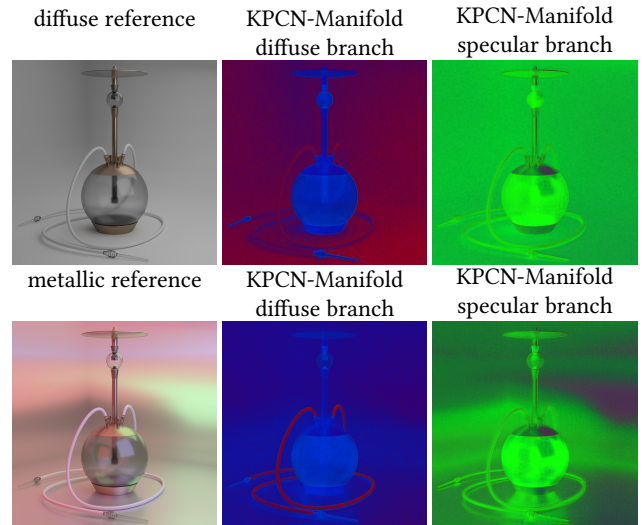 diffuse reference
KPCN-Manifold
diffuse branch
KPCN-Manifold
specular branch
metallic reference
KPCN-Manifold
diffuse branch
KPCN-Manifold
specular branch